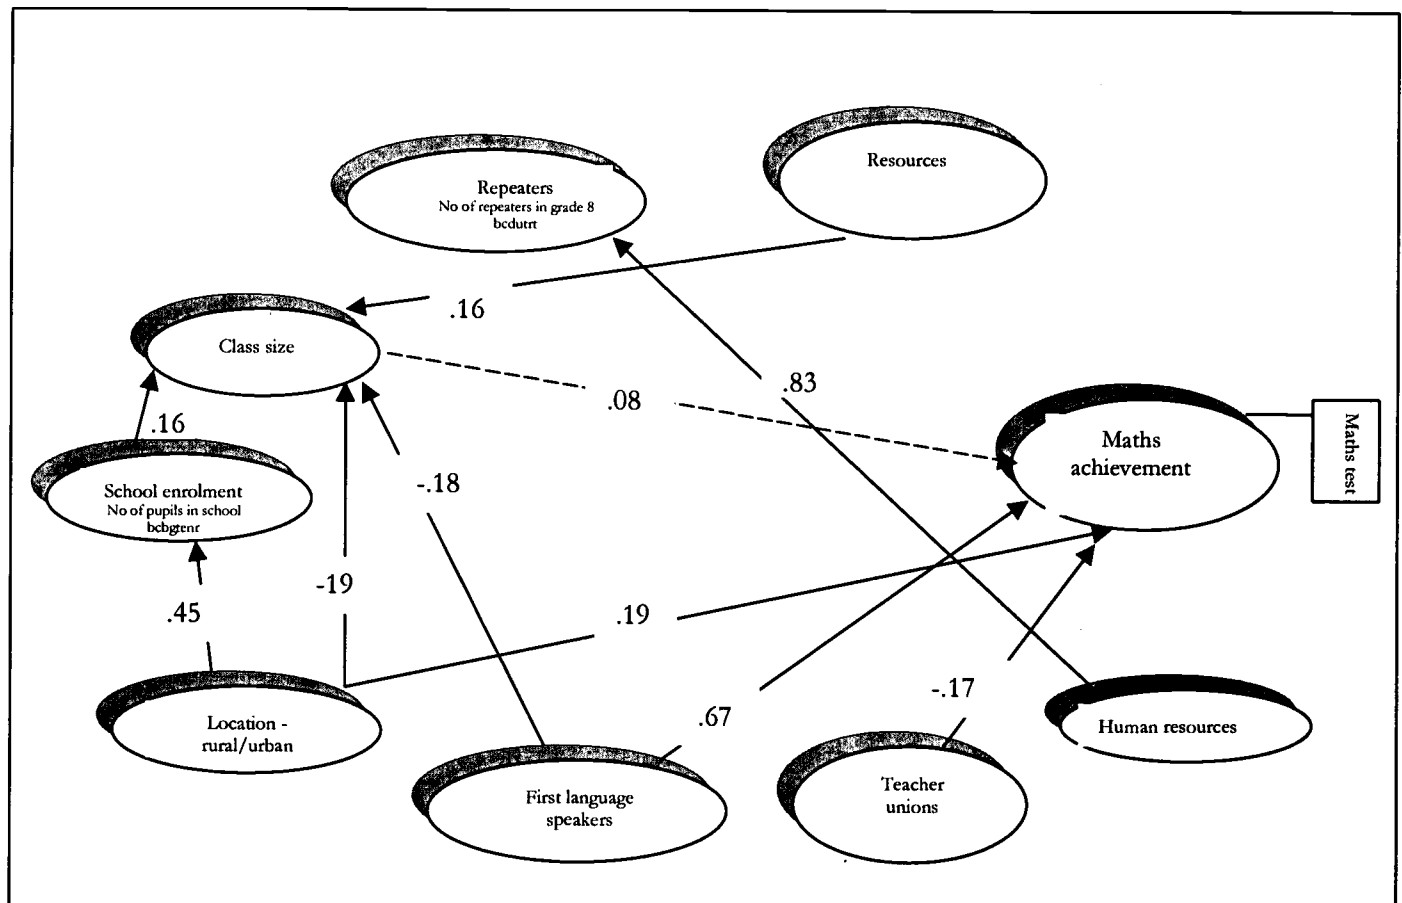 Resources
Repeaters
No of repeaters in grade 8
bcdutrt
.16
Class size
.83
.08
Maths
achievement
Maths test
.16
-.18
School enrolment
No of pupils in school
bcbgtenr
-19
.45
.19
-.17
.67
Location -
rural/urban
Human resources
First language
speakers
Teacher
unions